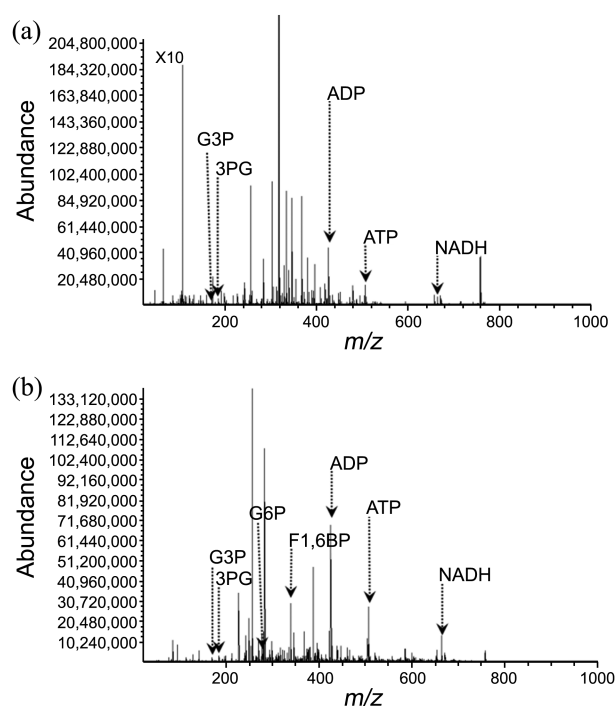 (a)
204,800,000
184,320,000
163,840,000
143,360,000
122,880,000
102,400,000
84,920,000
61,440,000
40,960,000
20,480,000
Abundance
X10
G3P
3PG
ADP
ATP
NADH
200 400 600 800 1000
m/z
(b)
133,120,000
122,880,000
112,640,000
102,400,000
92,160,000
81,920,000
71,680,000
61,440,000
51,200,000
40,960,000
30,720,000
20,480,000
10,240,000
Abundance
G3P
3PG
G6P
F1,6BP
ADP
ATP
NADH
200 400 600 800 1000
m/z